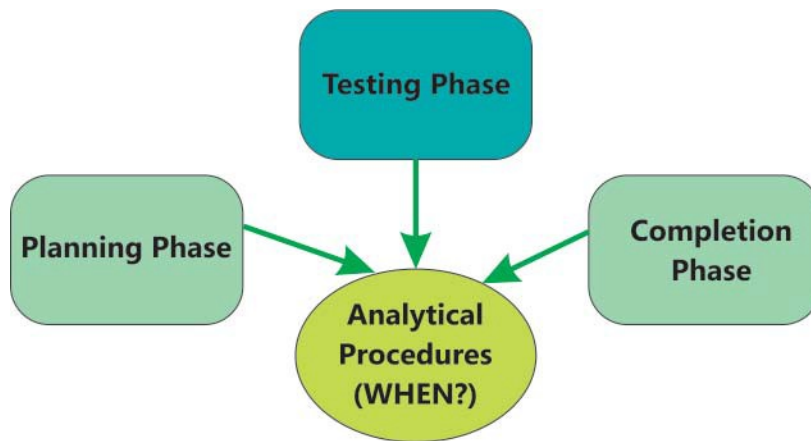 Testing Phase
Planning Phase
Completion
Phase
Analytical
Procedures
(WHEN?)